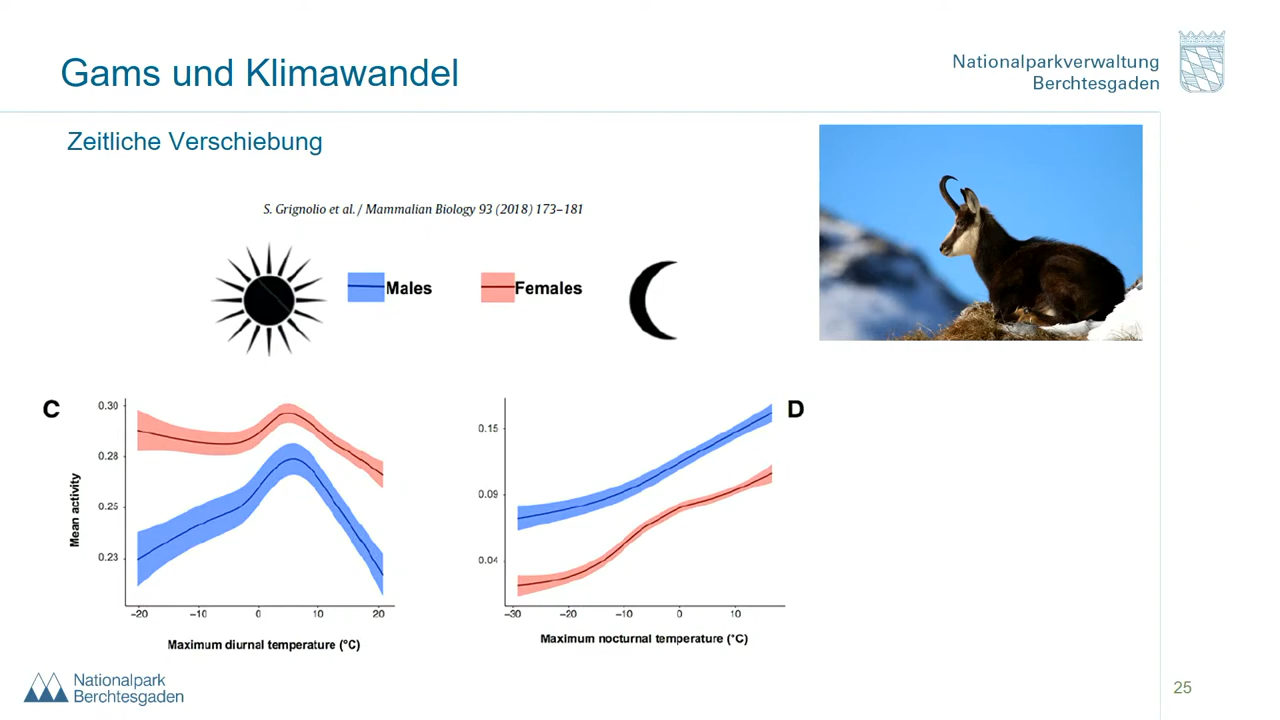 Gams und Klimawandel
Nationalparkverwaltung
Berchtesgaden
Zeitliche Verschiebung
S. Grignolio et al. / Mammalian Biology 93 (2018) 173–181
Males
Females
C
0.30
0.28
0.25
0.23
Mean activity
-20 -10 0 10 20
Maximum diurnal temperature (°C)
D
0.15
0.09
0.04
-30 -20 -10 0 10
Maximum nocturnal temperature (°C)
Nationalpark
Berchtesgaden
25